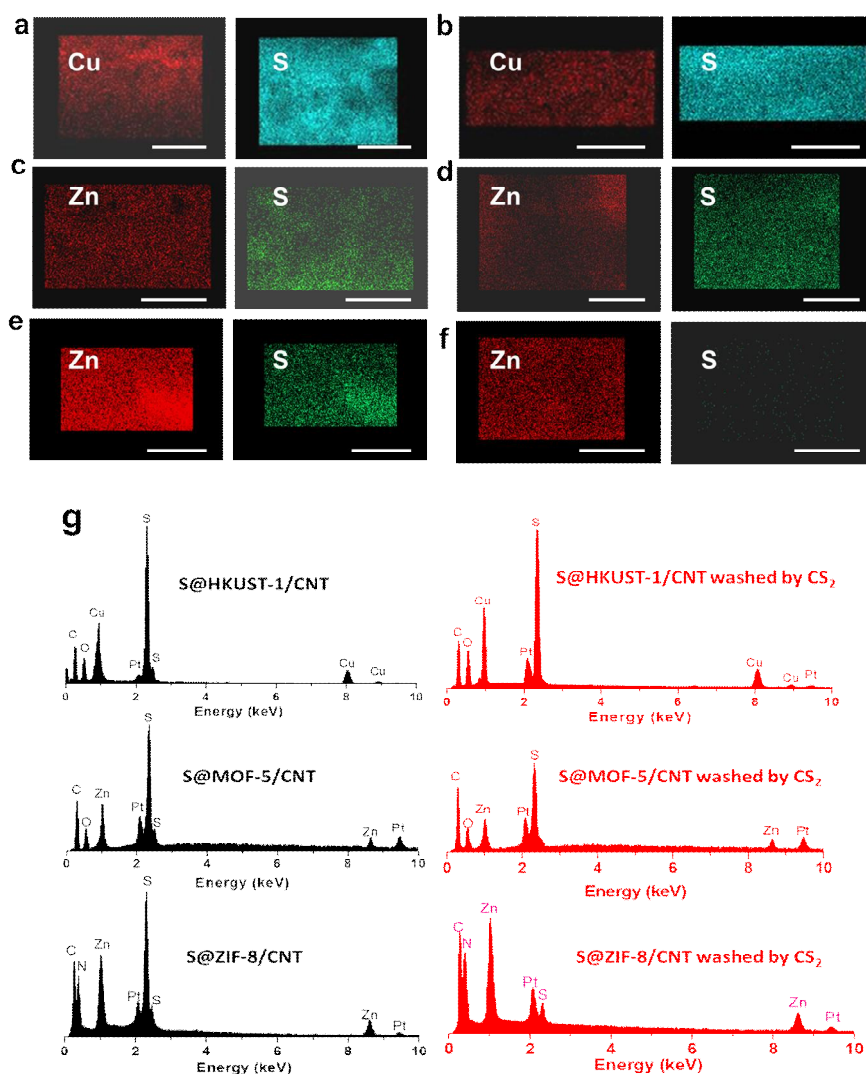 a
b
Cu
S
Cu
S
c
d
Zn
S
Zn
S
e
f
Zn
S
Zn
S
g
S
S@HKUST-1/CNT
C
O
Cu
Pt
S
Cu
Cu
0 2 4 6 8 10
Energy (keV)
S
S@HKUST-1/CNT washed by CS₂
C
O
Cu
Pt
Cu
Cu
Pt
0 2 4 6 8 10
Energy (keV)
S
S@MOF-5/CNT
C
O
Zn
Pt
S
Zn
Pt
0 2 4 6 8 10
Energy (keV)
S
S@MOF-5/CNT washed by CS₂
C
O
Zn
Pt
Zn
Pt
0 2 4 6 8 10
Energy (keV)
S
S@ZIF-8/CNT
C
N
Zn
Pt
S
Zn
Pt
0 2 4 6 8 10
Energy (keV)
Zn
S@ZIF-8/CNT washed by CS₂
C
N
Pt
S
Zn
Pt
0 2 4 6 8 10
Energy (keV)